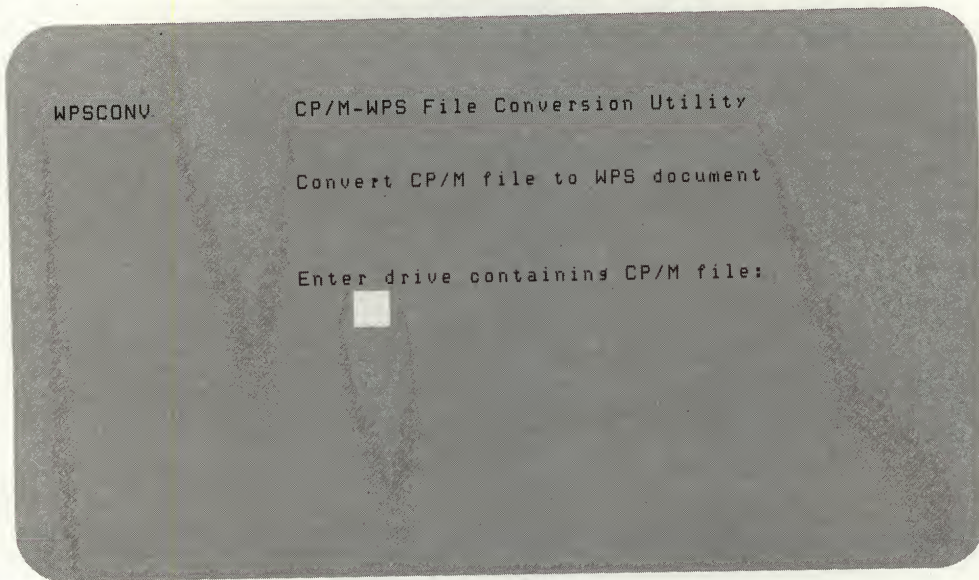 WPSCONV CP/M-WPS File Conversion Utility
Convert CP/M file to WPS document
Enter drive containing CP/M file: